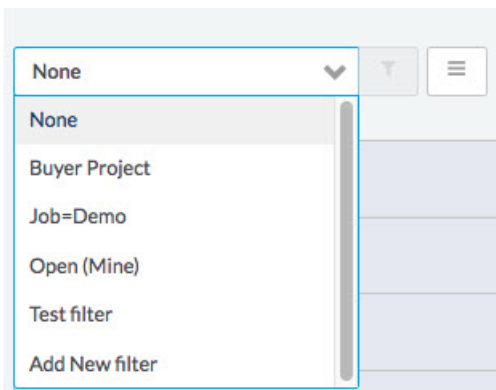 None
None
Buyer Project
Job=Demo
Open (Mine)
Test filter
Add New filter